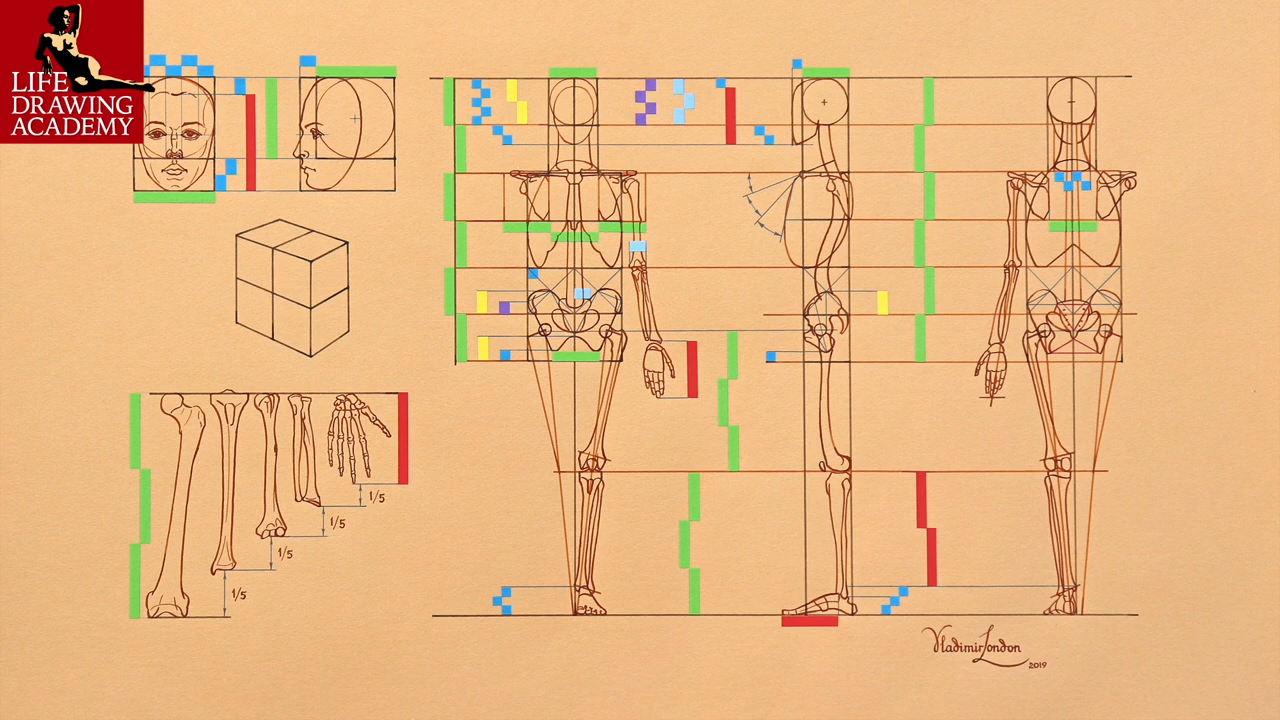 LIFE
DRAWING
ACADEMY
1/5
1/5
1/5
1/5
Vladimir London
2019